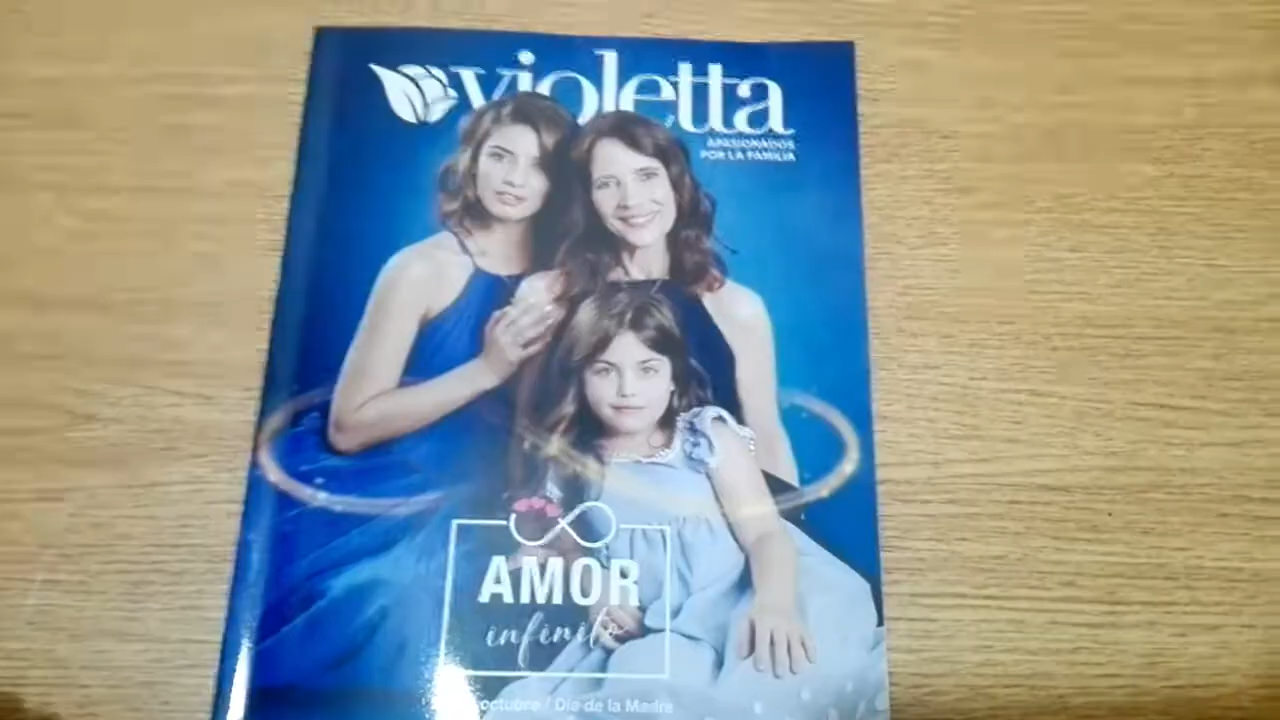 violetta
APASIONADOS
POR LA FAMILIA
AMOR
infinito
octubre / Día de la Madre